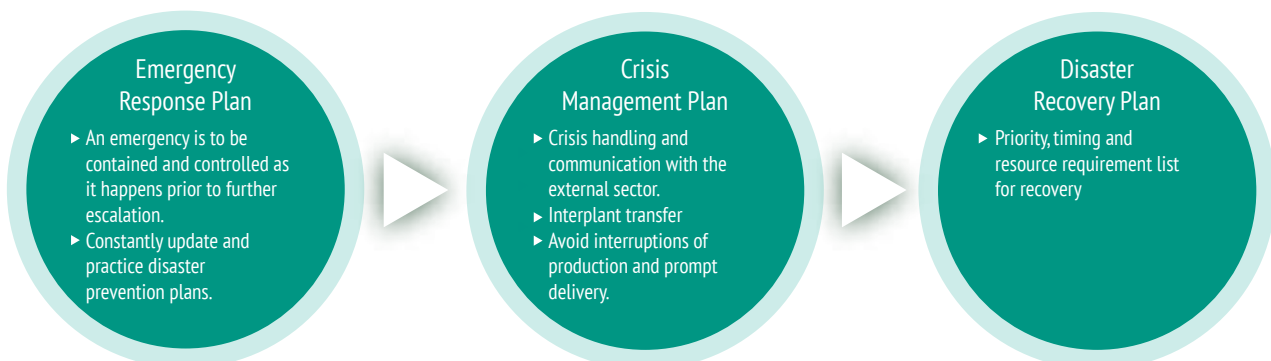 Emergency
Response Plan
▶ An emergency is to be
contained and controlled as
it happens prior to further
escalation.
▶ Constantly update and
practice disaster
prevention plans.
Crisis
Management Plan
▶ Crisis handling and
communication with the
external sector.
▶ Interplant transfer
▶ Avoid interruptions of
production and prompt
delivery.
Disaster
Recovery Plan
▶ Priority, timing and
resource requirement list
for recovery